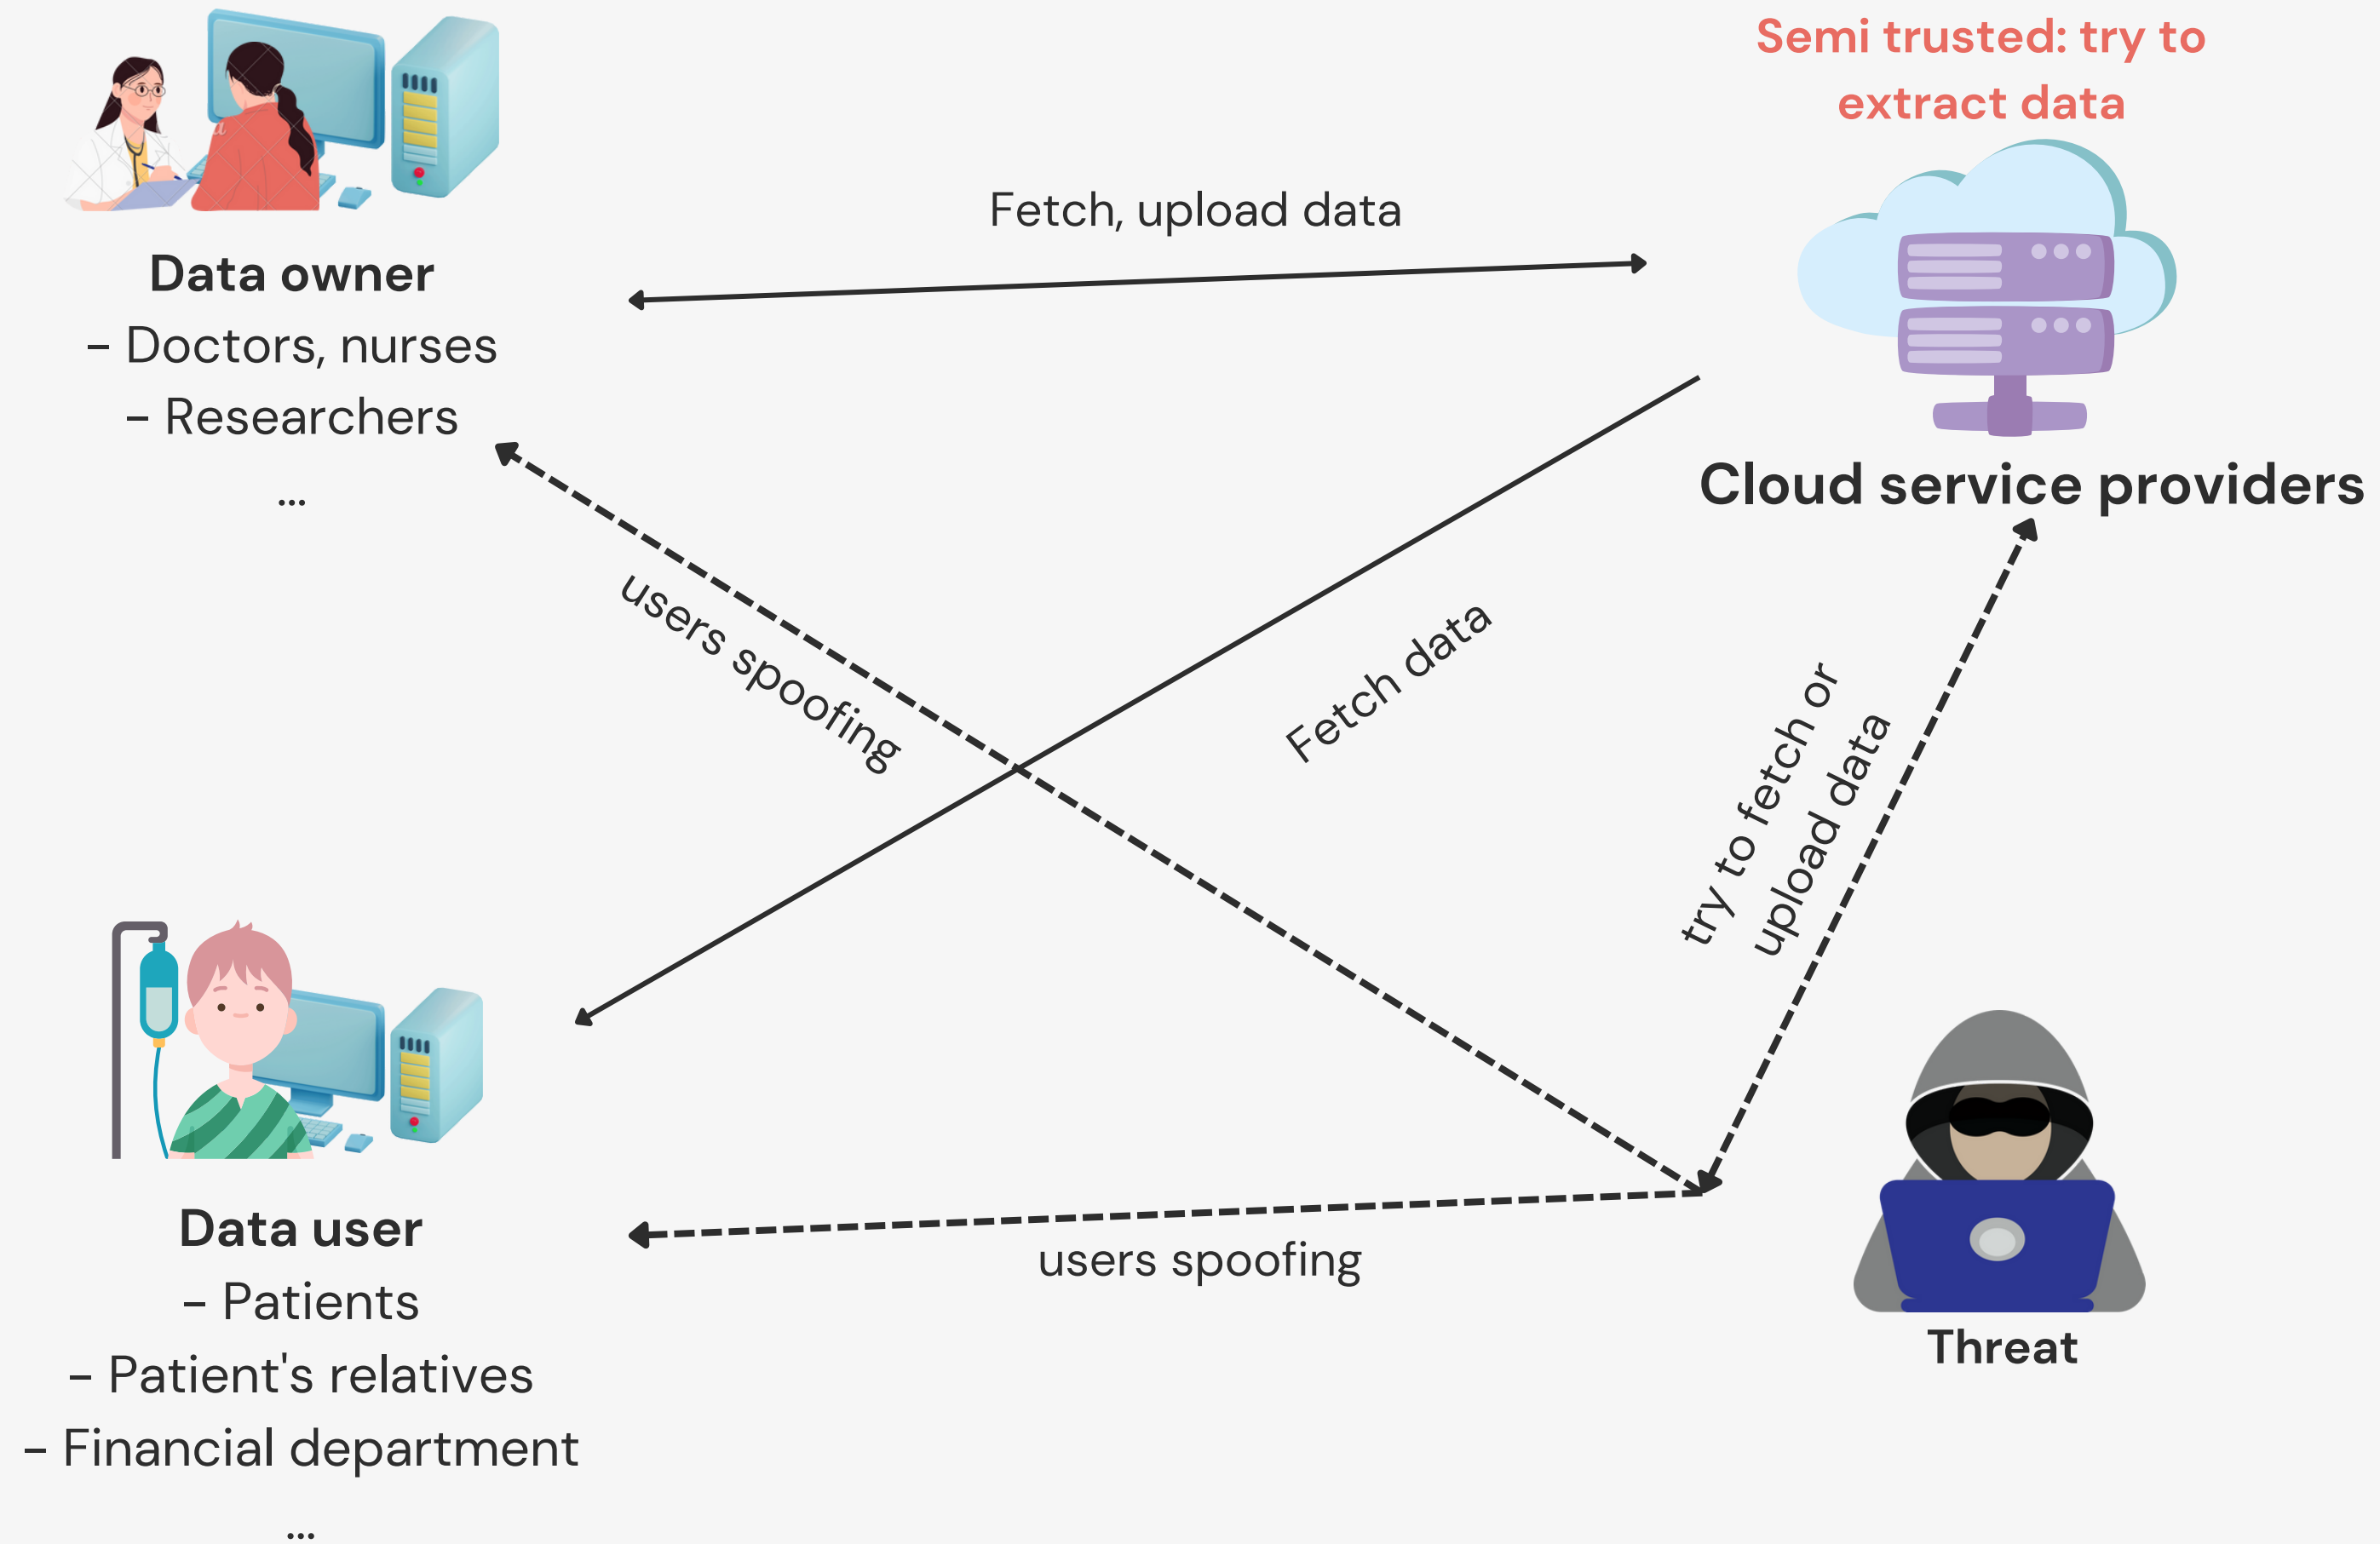 Semi trusted: try to
extract data
Fetch, upload data
Data owner
- Doctors, nurses
- Researchers
...
Cloud service providers
users spoofing
Fetch data
try to fetch or
upload data
Data user
- Patients
- Patient's relatives
- Financial department
...
users spoofing
Threat